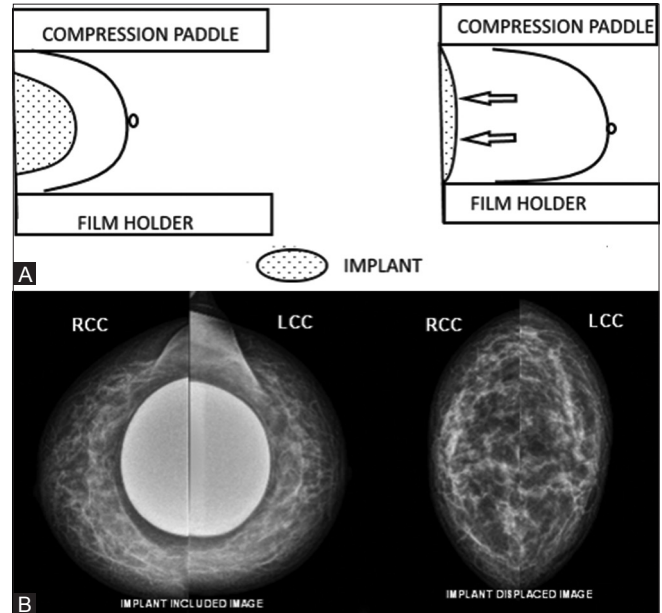 COMPRESSION PADDLE
COMPRESSION PADDLE
FILM HOLDER
FILM HOLDER
IMPLANT
A
RCC
LCC
RCC
LCC
IMPLANT INCLUDED IMAGE
IMPLANT DISPLACED IMAGE
B